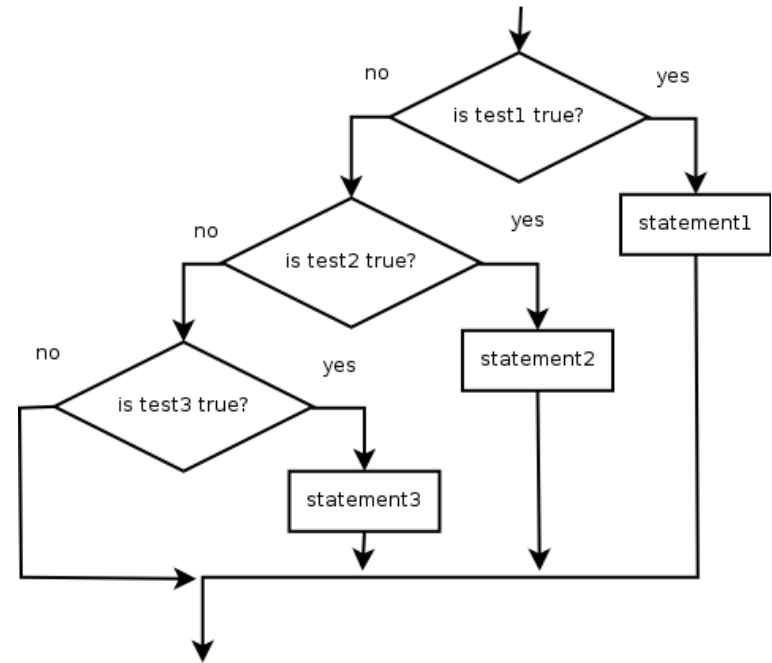 no
yes
is test1 true?
statement1
no
yes
is test2 true?
statement2
no
yes
is test3 true?
statement3